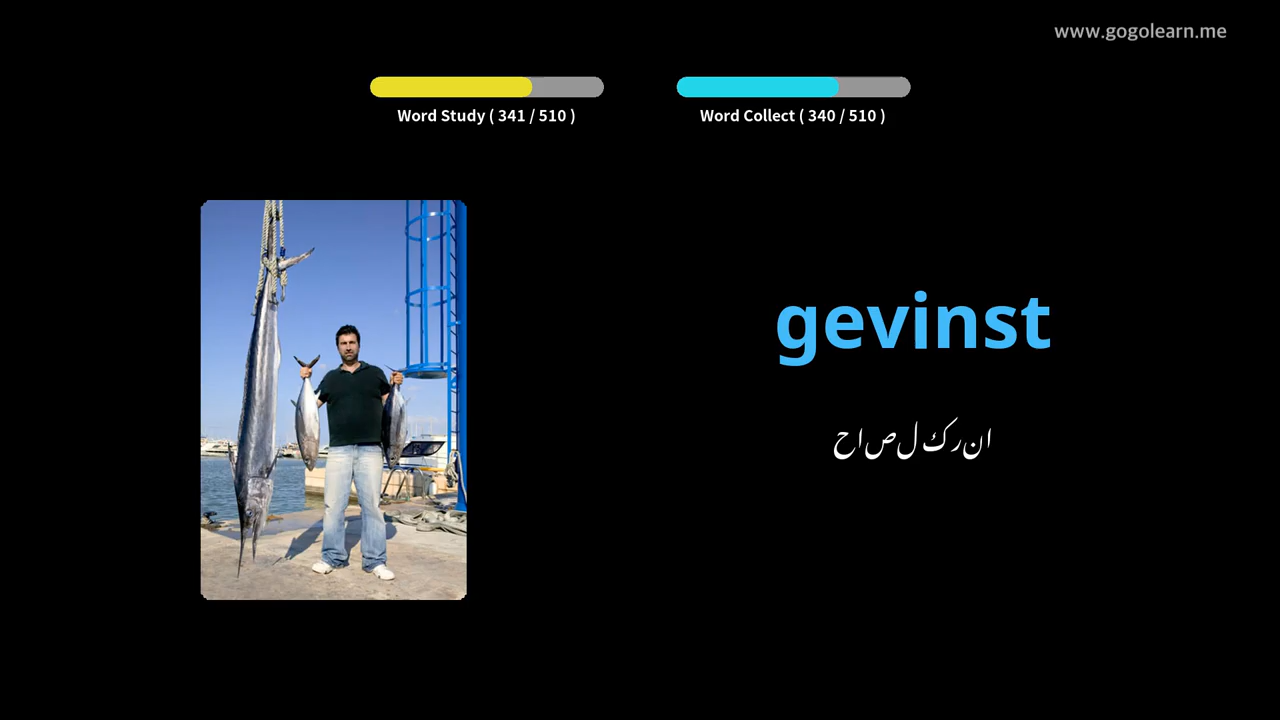 www.gogolearn.me
Word Study ( 341 / 510 )
Word Collect ( 340 / 510 )
gevinst
حاصل کرنا